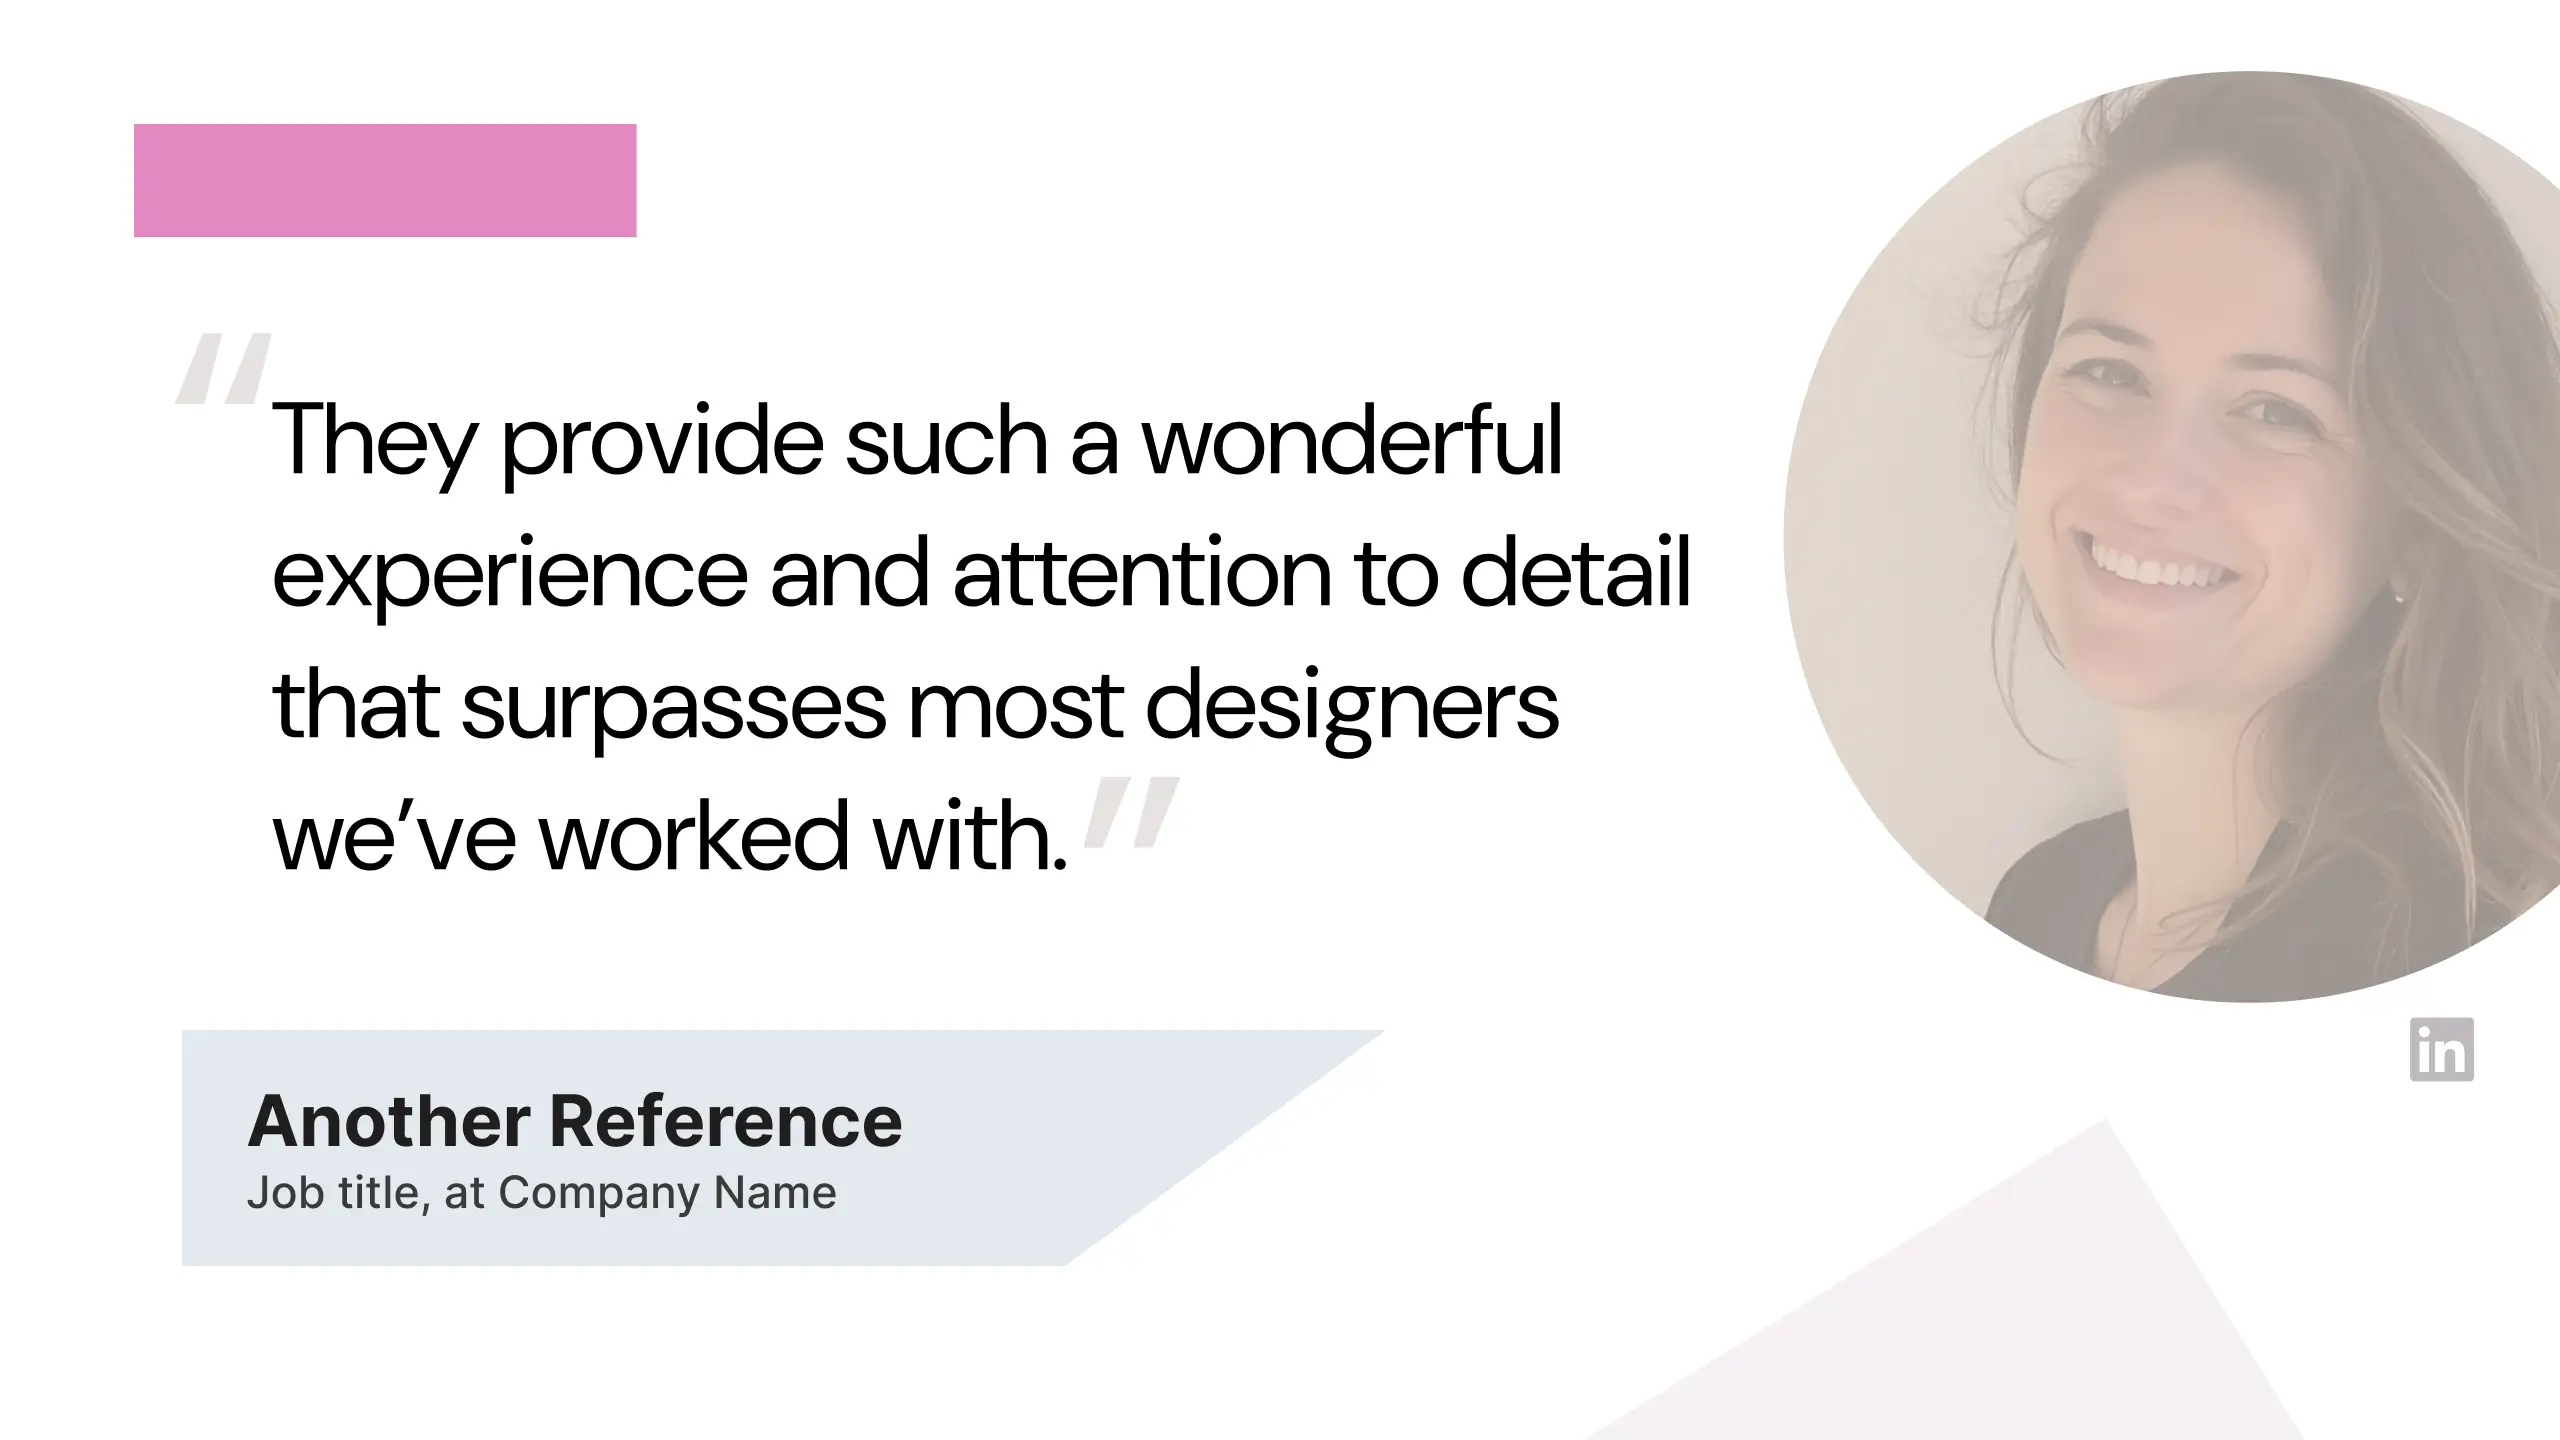 “They provide such a wonderful
experience and attention to detail
that surpasses most designers
we’ve worked with.”
in
Another Reference
Job title, at Company Name